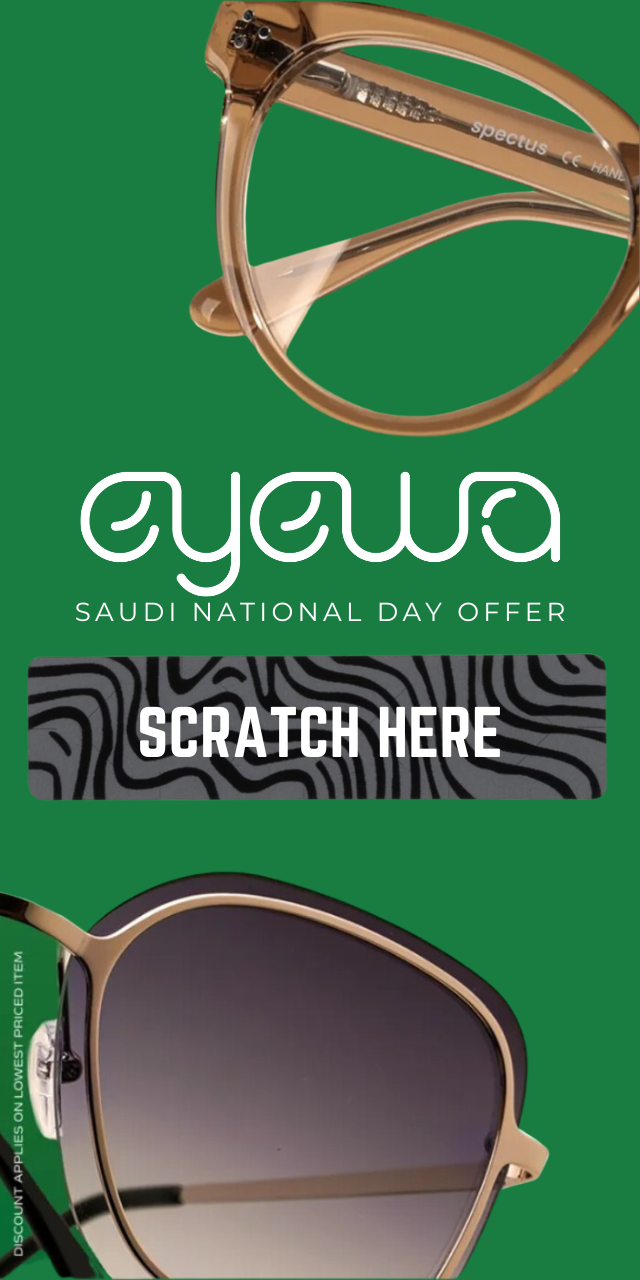 spectus CE HAND
eyewa
SAUDI NATIONAL DAY OFFER
SCRATCH HERE
DISCOUNT APPLIES ON LOWEST PRICED ITEM